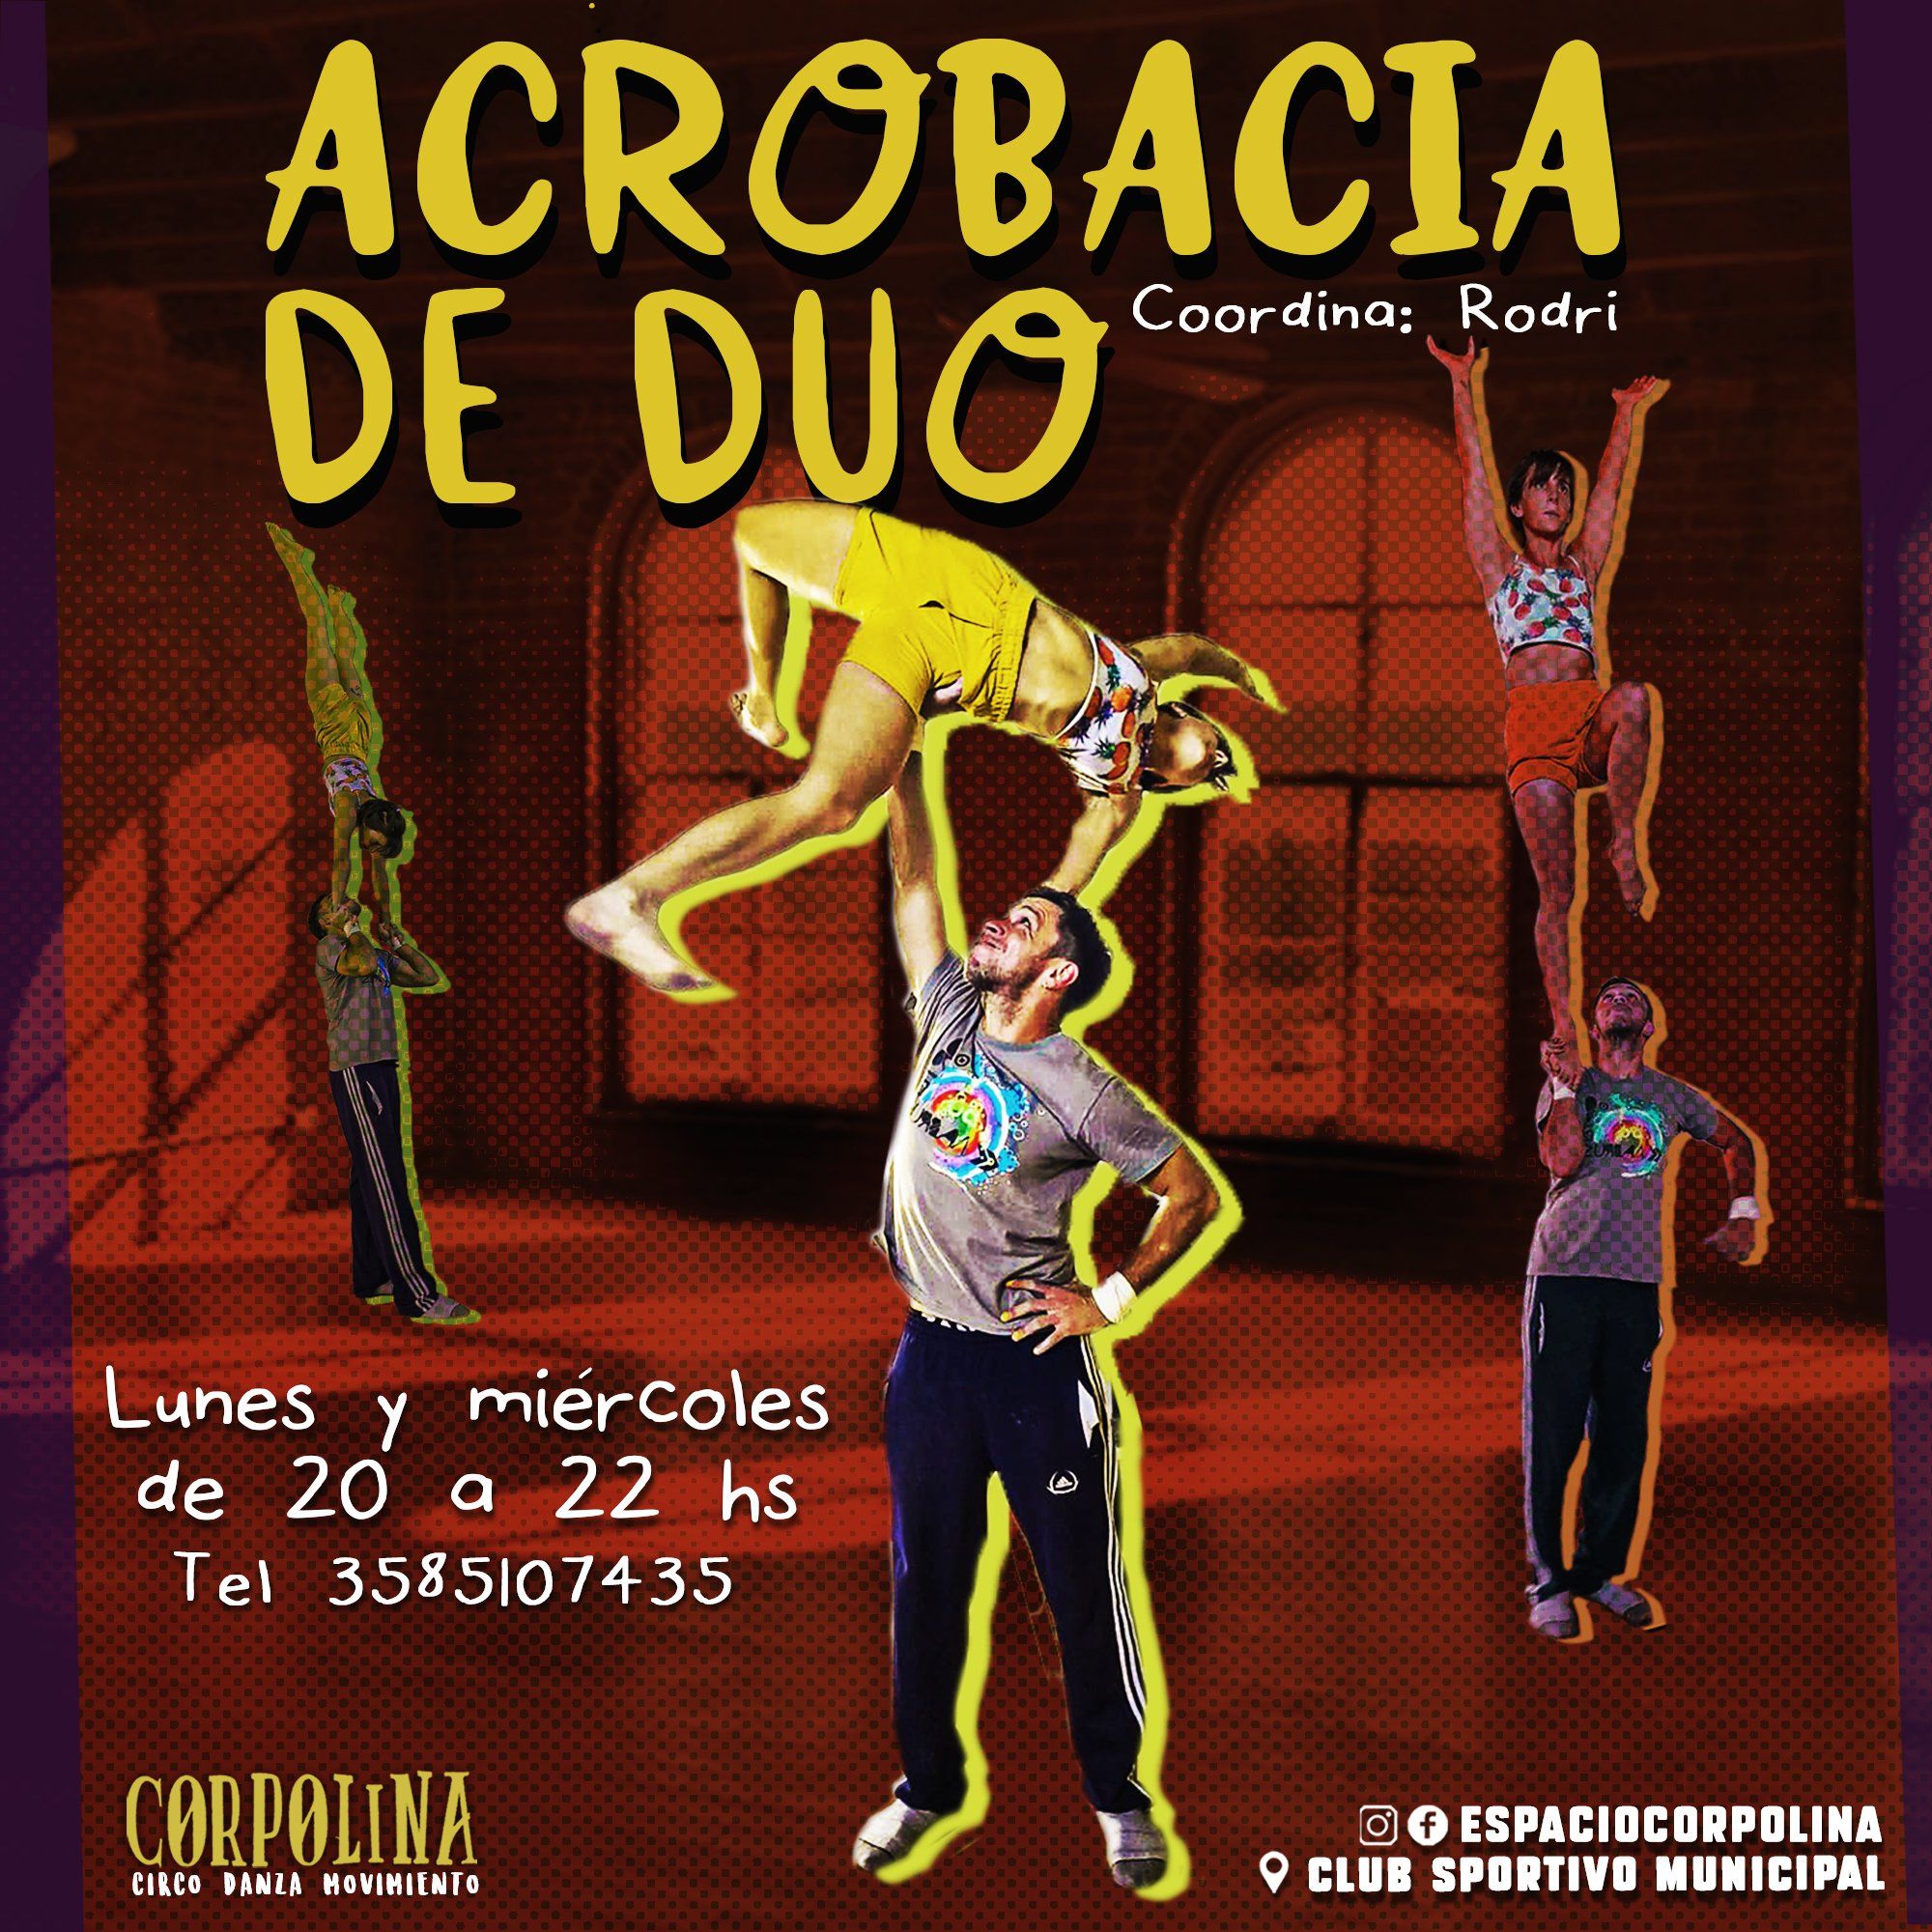 ACROBACIA
DE DUO
Coordina: Rodri
Lunes y miércoles
de 20 a 22 hs
Tel 3585107435
CORPOLINA
CIRCO DANZA MOVIMIENTO
ESPACIOCORPOLINA
CLUB SPORTIVO MUNICIPAL